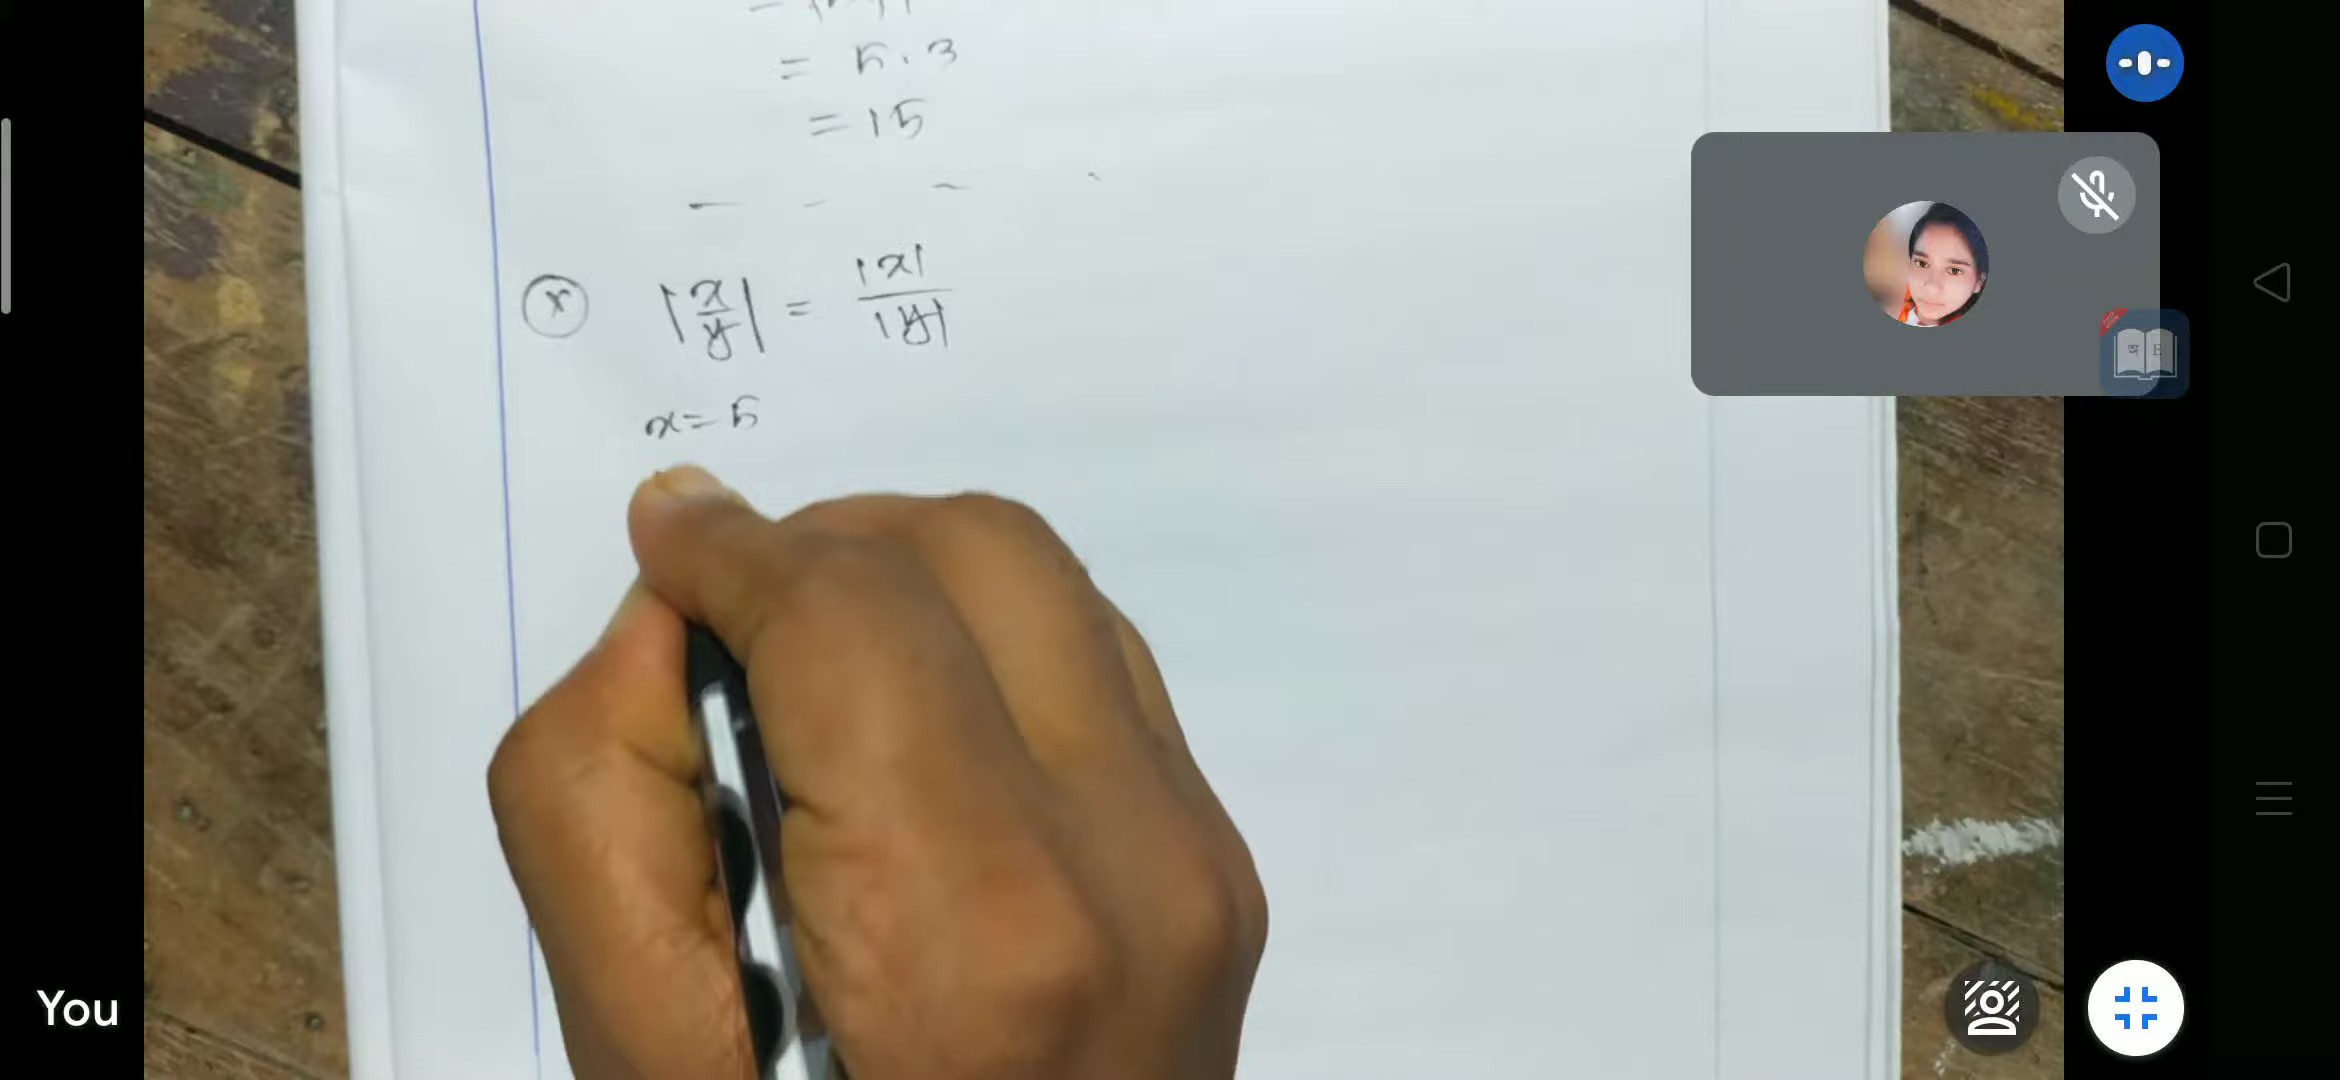 = 5.3
= 15
x |x/y| = |x|/|y|
x = 5
You